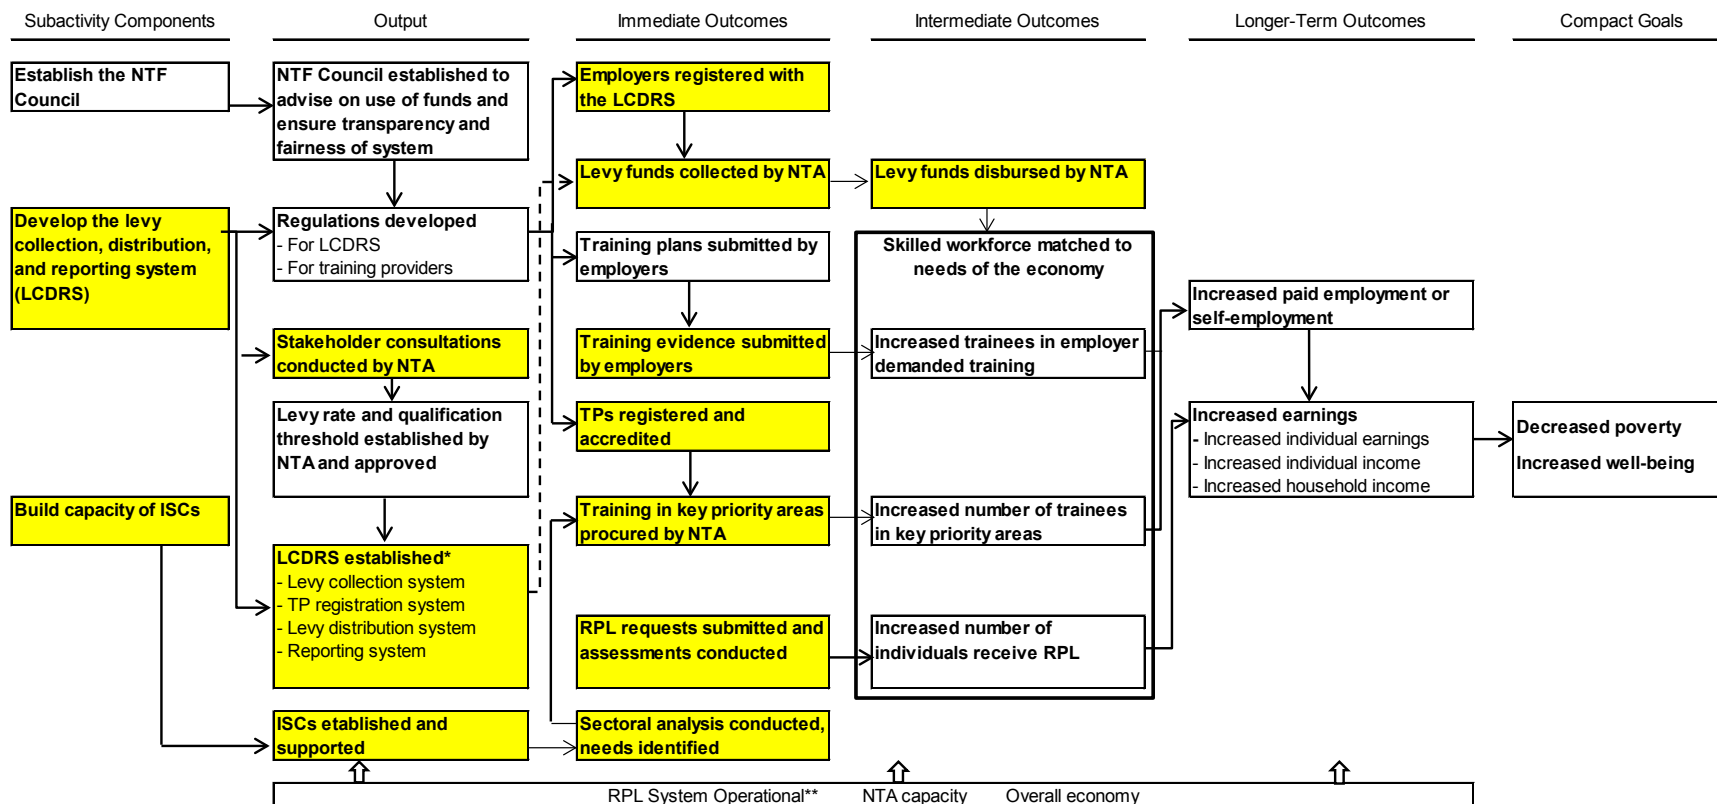 Subactivity Components
Output
Immediate Outcomes
Intermediate Outcomes
Longer-Term Outcomes
Compact Goals
Establish the NTF
Council
Develop the levy
collection, distribution,
and reporting system
(LCDRS)
Build capacity of ISCs
NTF Council established to
advise on use of funds and
ensure transparency and
fairness of system
Regulations developed
- For LCDRS
- For training providers
Stakeholder consultations
conducted by NTA
Levy rate and qualification
threshold established by
NTA and approved
LCDRS established*
- Levy collection system
- TP registration system
- Levy distribution system
- Reporting system
ISCs etablished and
supported
Employers registered with
the LCDRS
Levy funds collected by NTA
Training plans submitted by
employers
Training evidence submitted
by employers
TPs registered and
accredited
Training in key priority areas
procured by NTA
RPL requests submitted and
assessments conducted
Sectoral analysis conducted,
needs identified
Levy funds disbursed by NTA
Skilled workforce matched to
needs of the economy
Increased trainees in employer
demanded training
Increased number of trainees
in key priority areas
Increased number of
individuals receive RPL
Increased paid employment or
self-employment
Increased earnings
- Increased individual earnings
- Increased individual income
- Increased household income
Decreased poverty
Increased well-being
RPL System Operational** NTA capacity Overall economy